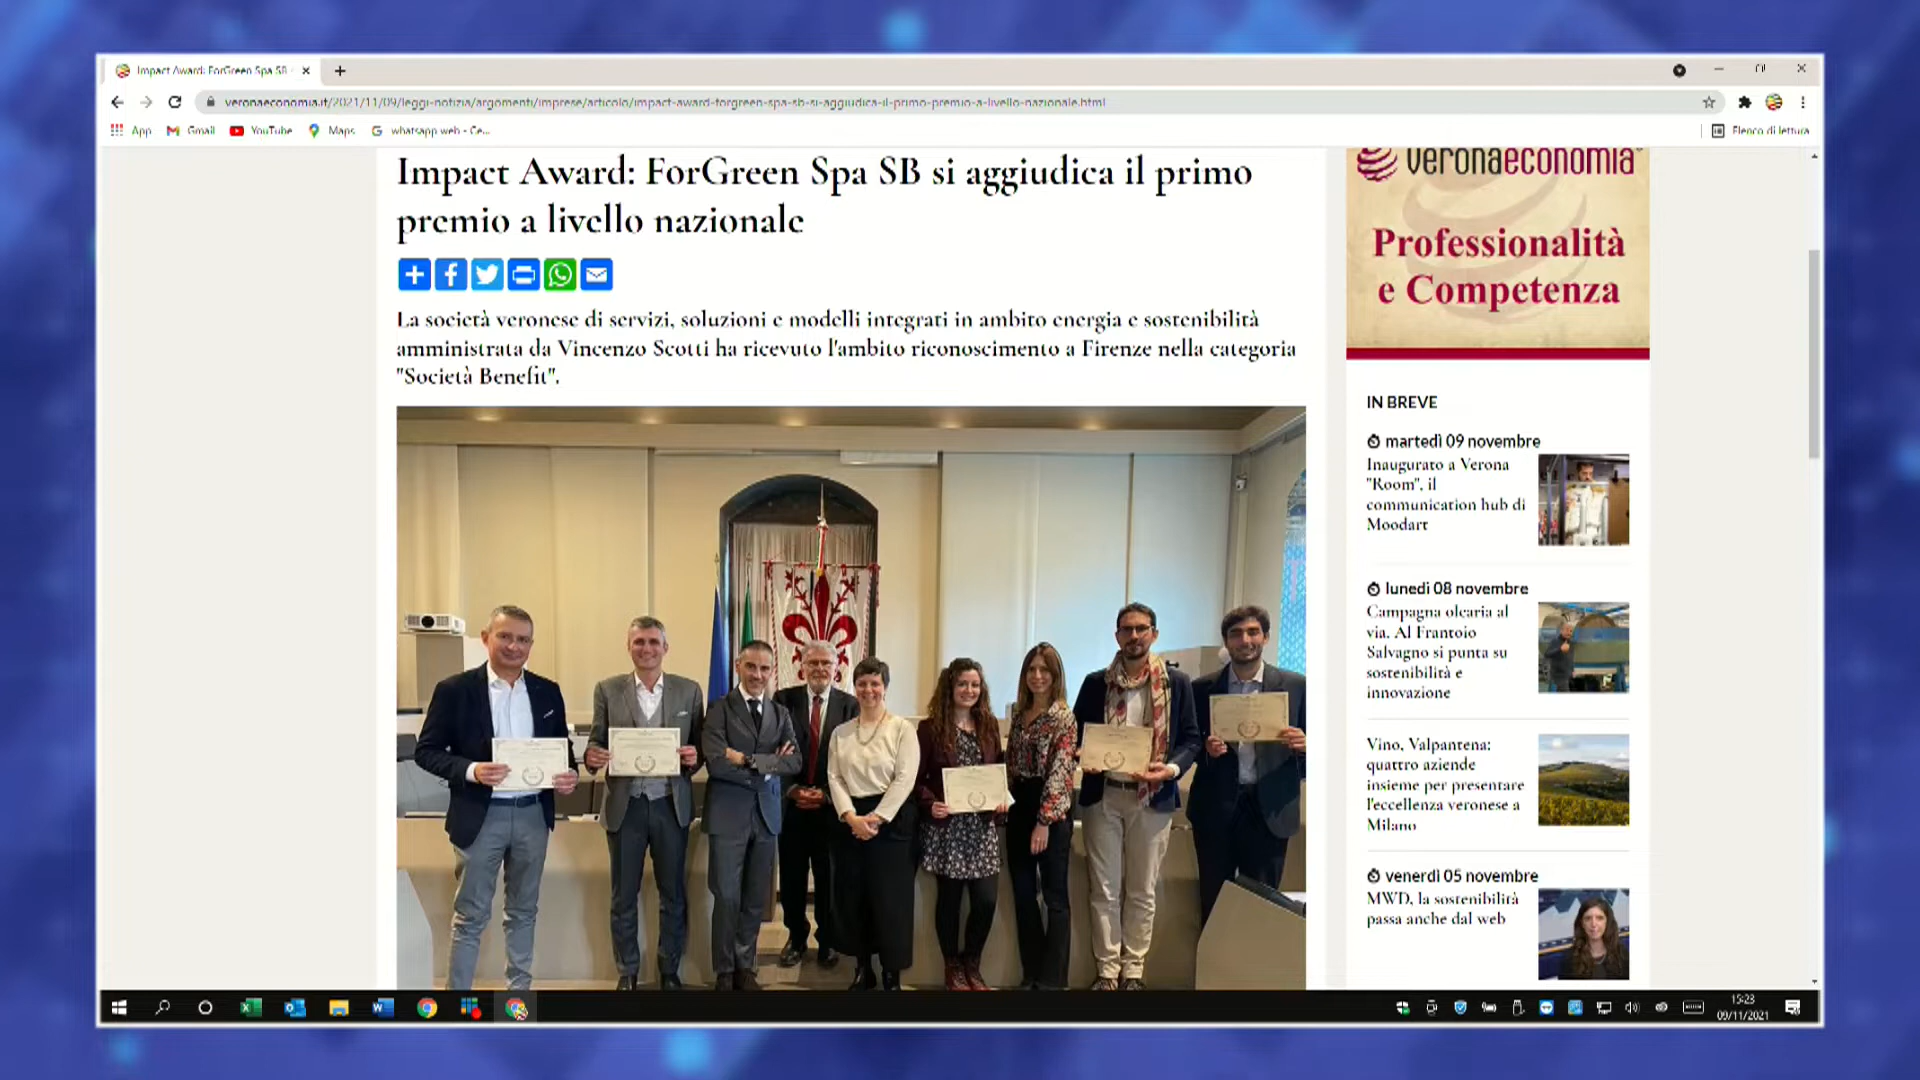 Impact Award: ForGreen Spa SB
veronaeconomia.it/2021/11/09/leggi-notizia/argomenti/imprese/articolo/impact-award-forgreen-spa-sb-si-aggiudica-il-primo-premio-a-livello-nazionale.html
App Gmail YouTube Maps whatsapp web - Ce...
Elenco di lettura
Impact Award: ForGreen Spa SB si aggiudica il primo
premio a livello nazionale
La società veronese di servizi, soluzioni e modelli integrati in ambito energia e sostenibilità
amministrata da Vincenzo Scotti ha ricevuto l'ambito riconoscimento a Firenze nella categoria
"Società Benefit".
veronaeconomia
Professionalità
e Competenza
IN BREVE
martedì 09 novembre
Inaugurato a Verona
"Room", il
communication hub di
Moodart
lunedì 08 novembre
Campagna olearia al
via. Al Frantoio
Salvagno si punta su
sostenibilità e
innovazione
Vino, Valpantena:
quattro aziende
insieme per presentare
l'eccellenza veronese a
Milano
venerdì 05 novembre
MWD, la sostenibilità
passa anche dal web
15:23
09/11/2021